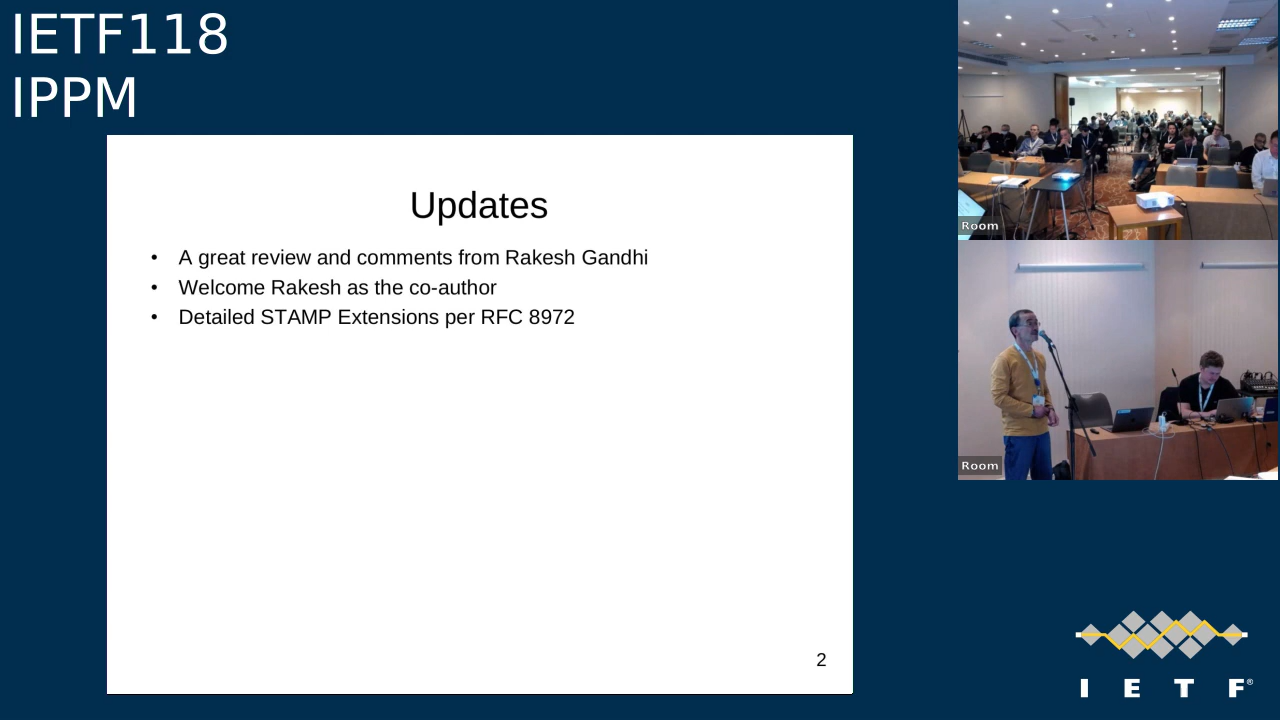 IETF118
IPPM
Updates
• A great review and comments from Rakesh Gandhi
• Welcome Rakesh as the co-author
• Detailed STAMP Extensions per RFC 8972
2
Room
Room
I E T F®